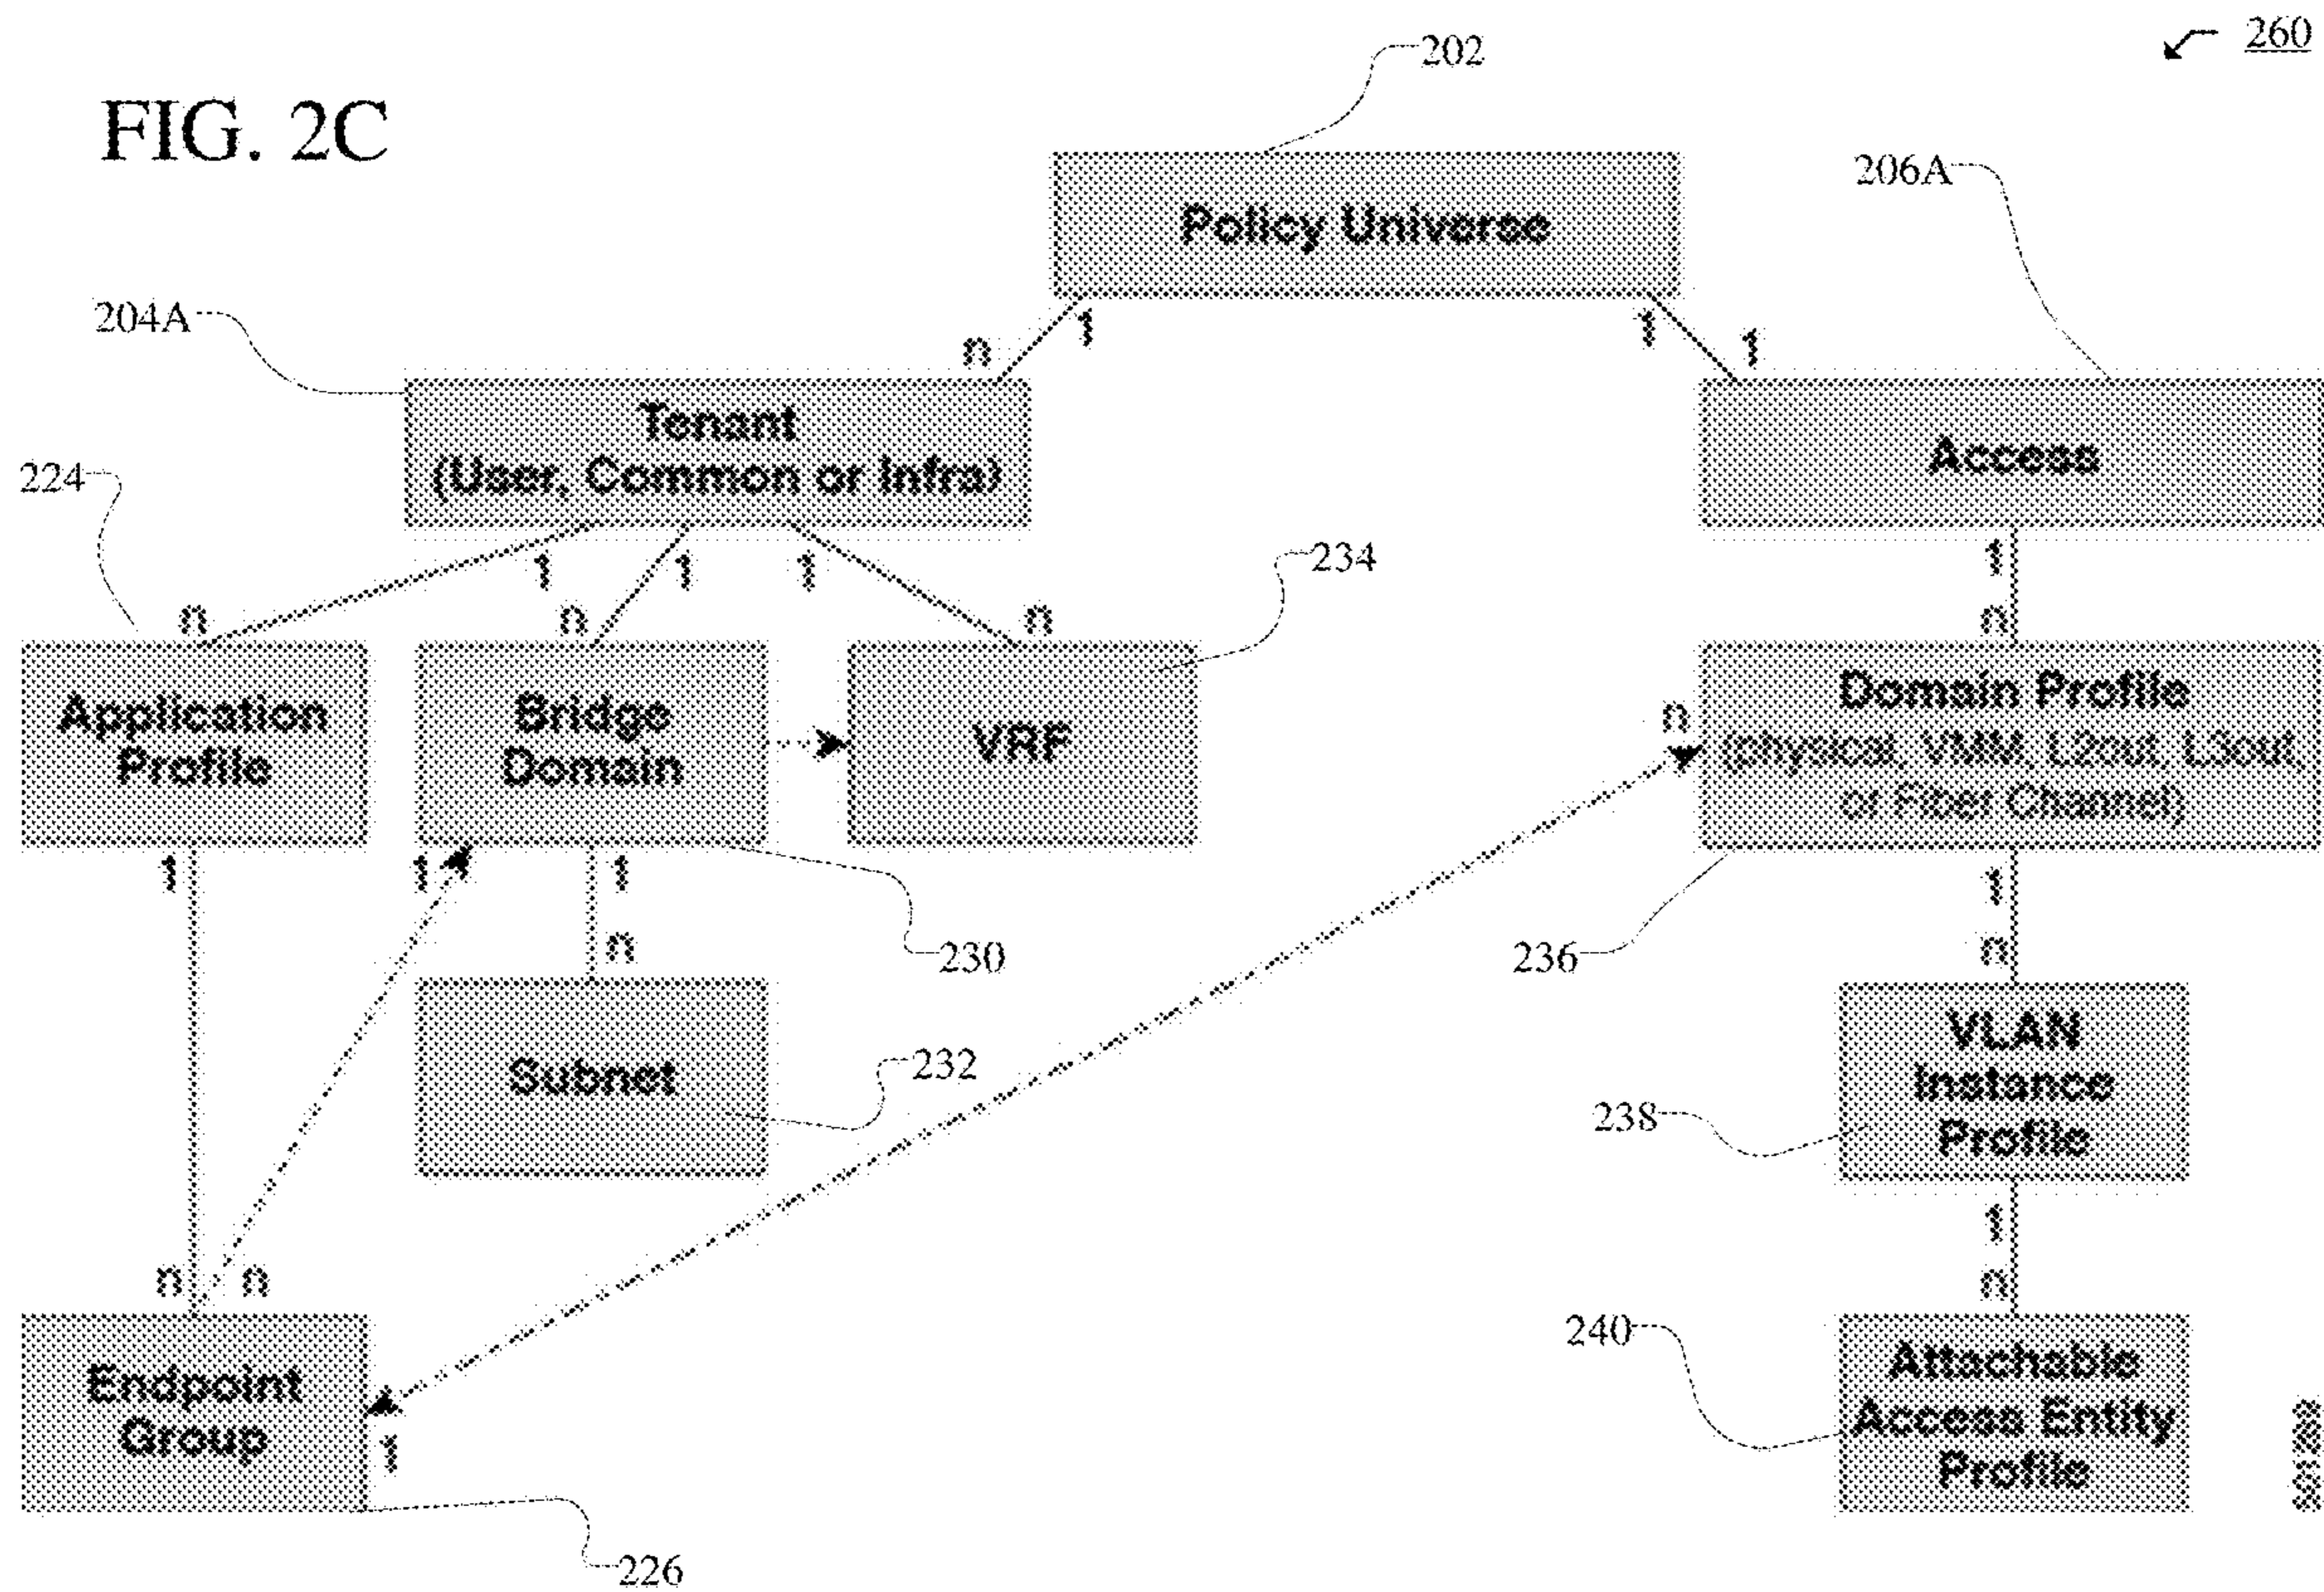 260
202
FIG. 2C
206A
Policy Universe
204A
1
1
n
1
Tenant
(User, Common or Infra)
Access
224
1
1
1
234
1
n
n
n
n
Application
Profile
Bridge
Domain
VRF
Domain Profile
(physical, VMM, L2out, L3out,
or Fiber Channel)
n
1
1
1
1
n
230
236
n
Subnet
232
VLAN
Instance
Profile
238
1
n
n
n
240
Endpoint
Group
1
226
Attachable
Access Entity
Profile